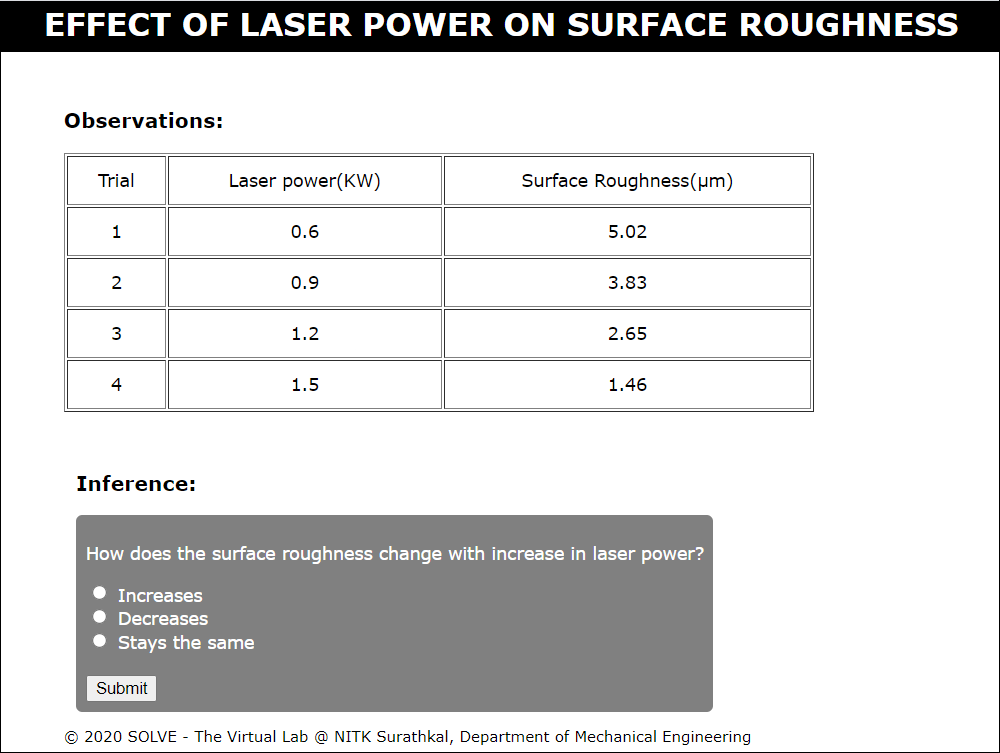 EFFECT OF LASER POWER ON SURFACE ROUGHNESS
Observations:
Trial Laser power(KW) Surface Roughness(μm)
1 0.6 5.02
2 0.9 3.83
3 1.2 2.65
4 1.5 1.46
Inference:
How does the surface roughness change with increase in laser power?
Increases
Decreases
Stays the same
Submit
© 2020 SOLVE - The Virtual Lab @ NITK Surathkal, Department of Mechanical Engineering